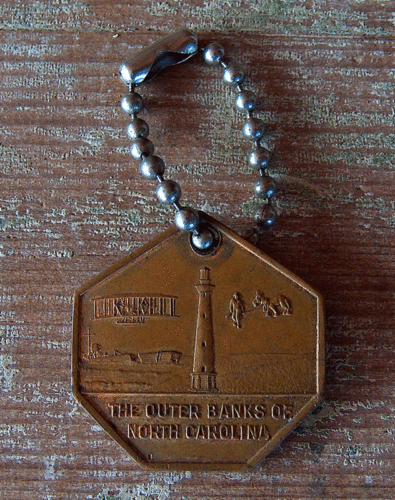 THE OUTER BANKS OF
NORTH CAROLINA